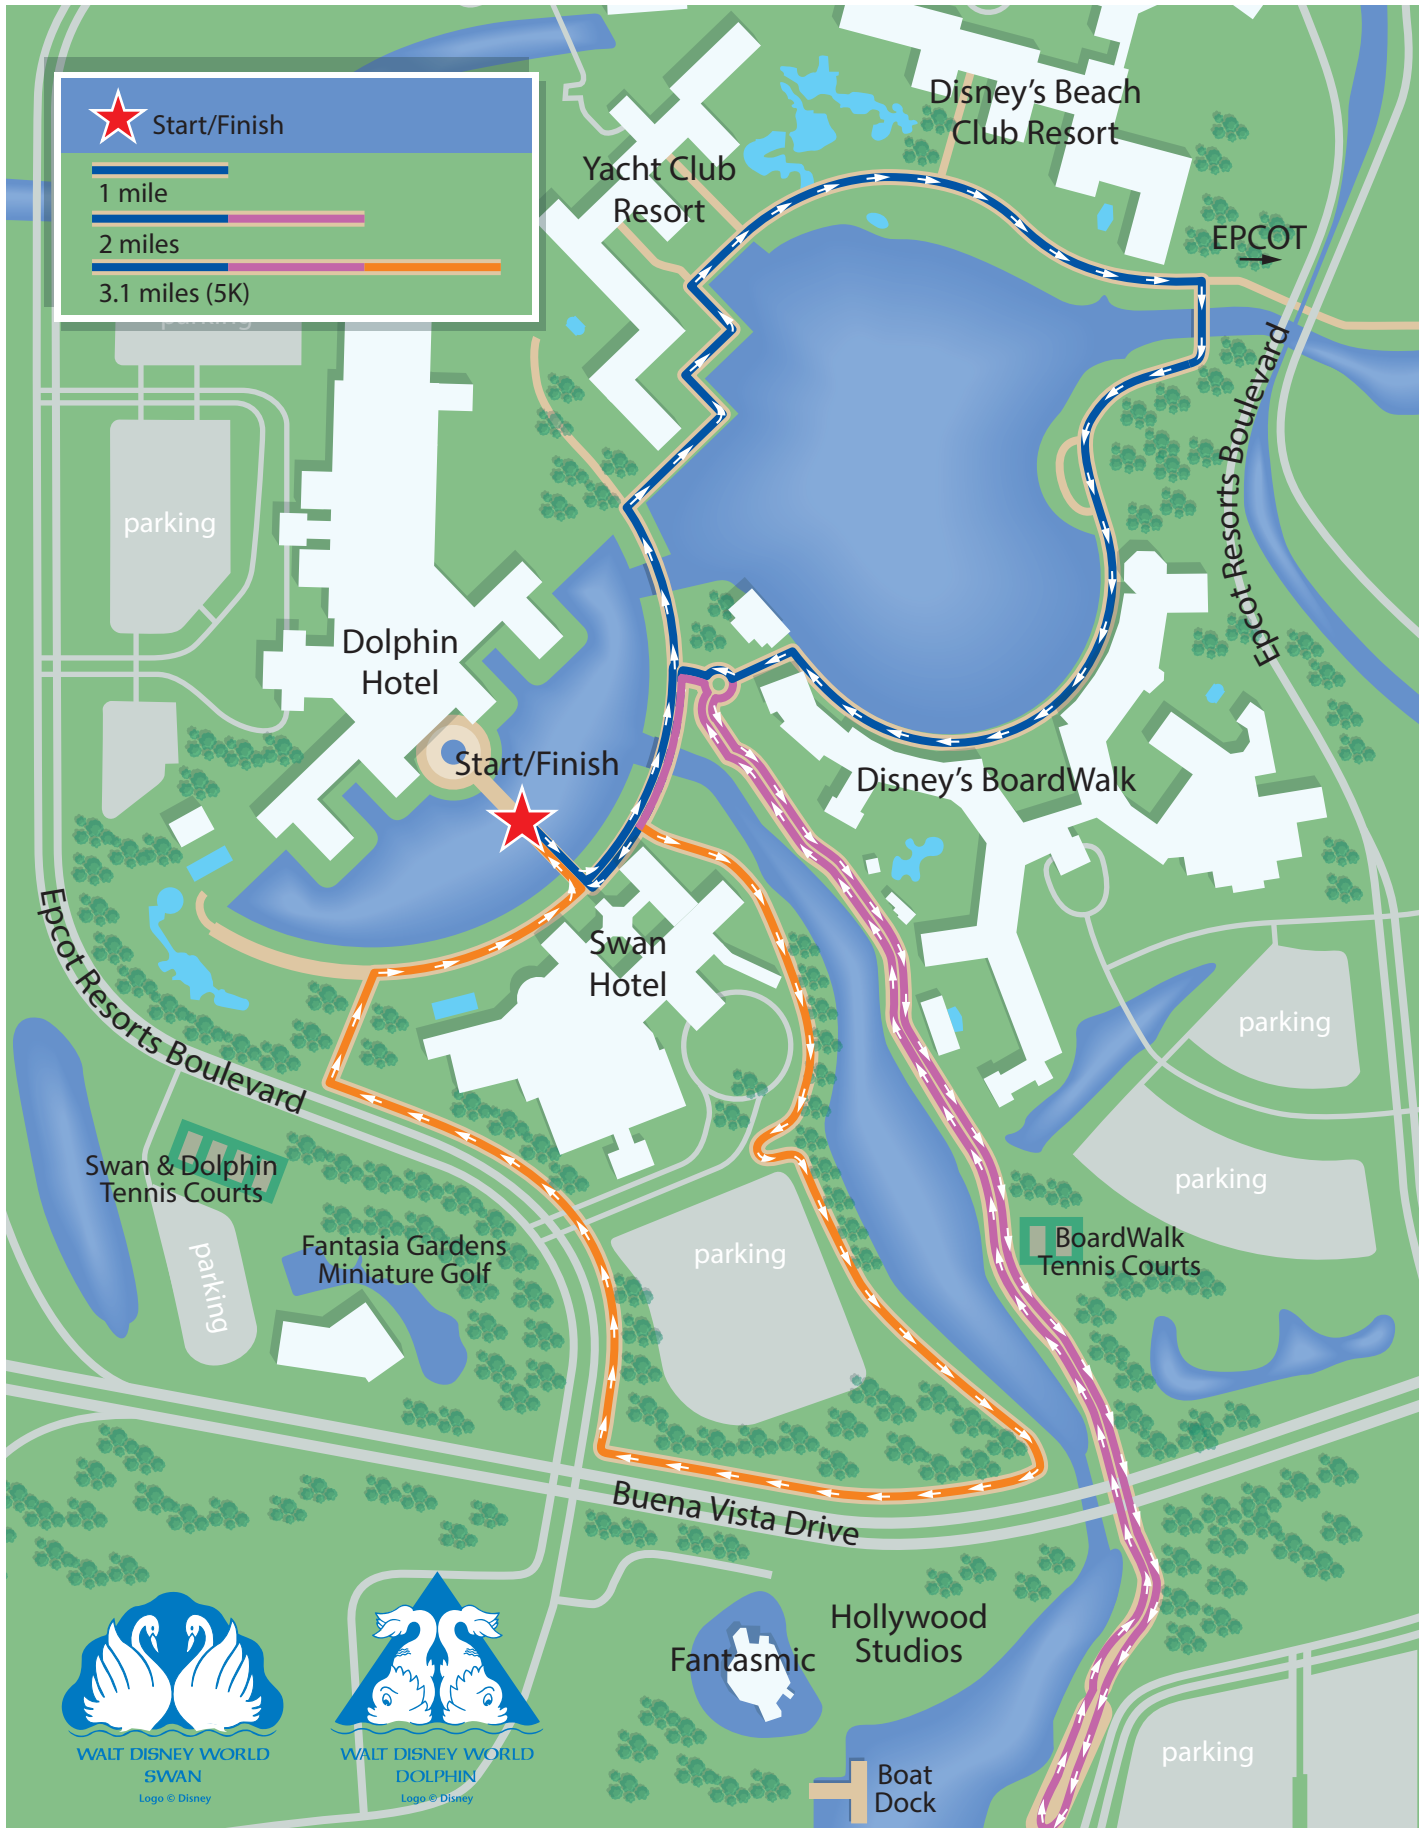 Start/Finish
1 mile
2 miles
3.1 miles (5K)
parking
Disney's Beach
Club Resort
Yacht Club
Resort
EPCOT
Epcot Resorts Boulevard
parking
Dolphin
Hotel
Start/Finish
Disney's BoardWalk
Epcot Resorts Boulevard
Swan
Hotel
parking
Swan & Dolphin
Tennis Courts
parking
Fantasia Gardens
Miniature Golf
parking
parking
BoardWalk
Tennis Courts
Buena Vista Drive
Hollywood
Studios
Fantasmic
Boat
Dock
parking
WALT DISNEY WORLD
SWAN
Logo © Disney
WALT DISNEY WORLD
DOLPHIN
Logo © Disney